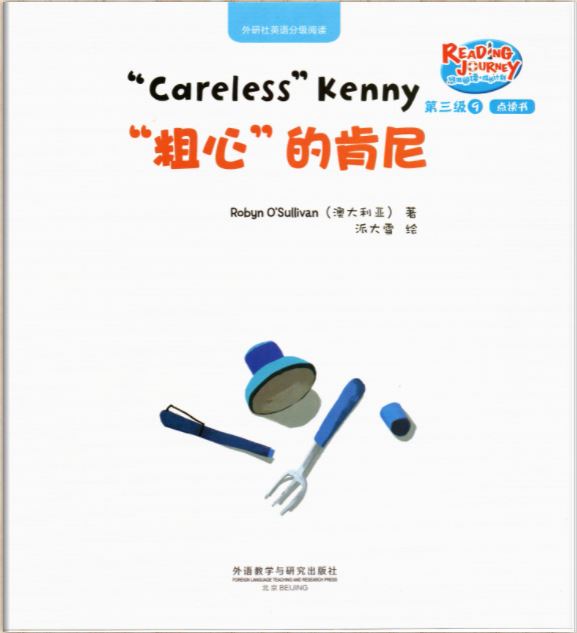 外研社英语分级阅读
READING
JOURNEY
第三级 9 点读书
“Careless” Kenny
“粗心”的肯尼
Robyn O'Sullivan（澳大利亚） 著
派大雪 绘
外语教学与研究出版社
FOREIGN LANGUAGE TEACHING AND RESEARCH PRESS
北京 BEIJING